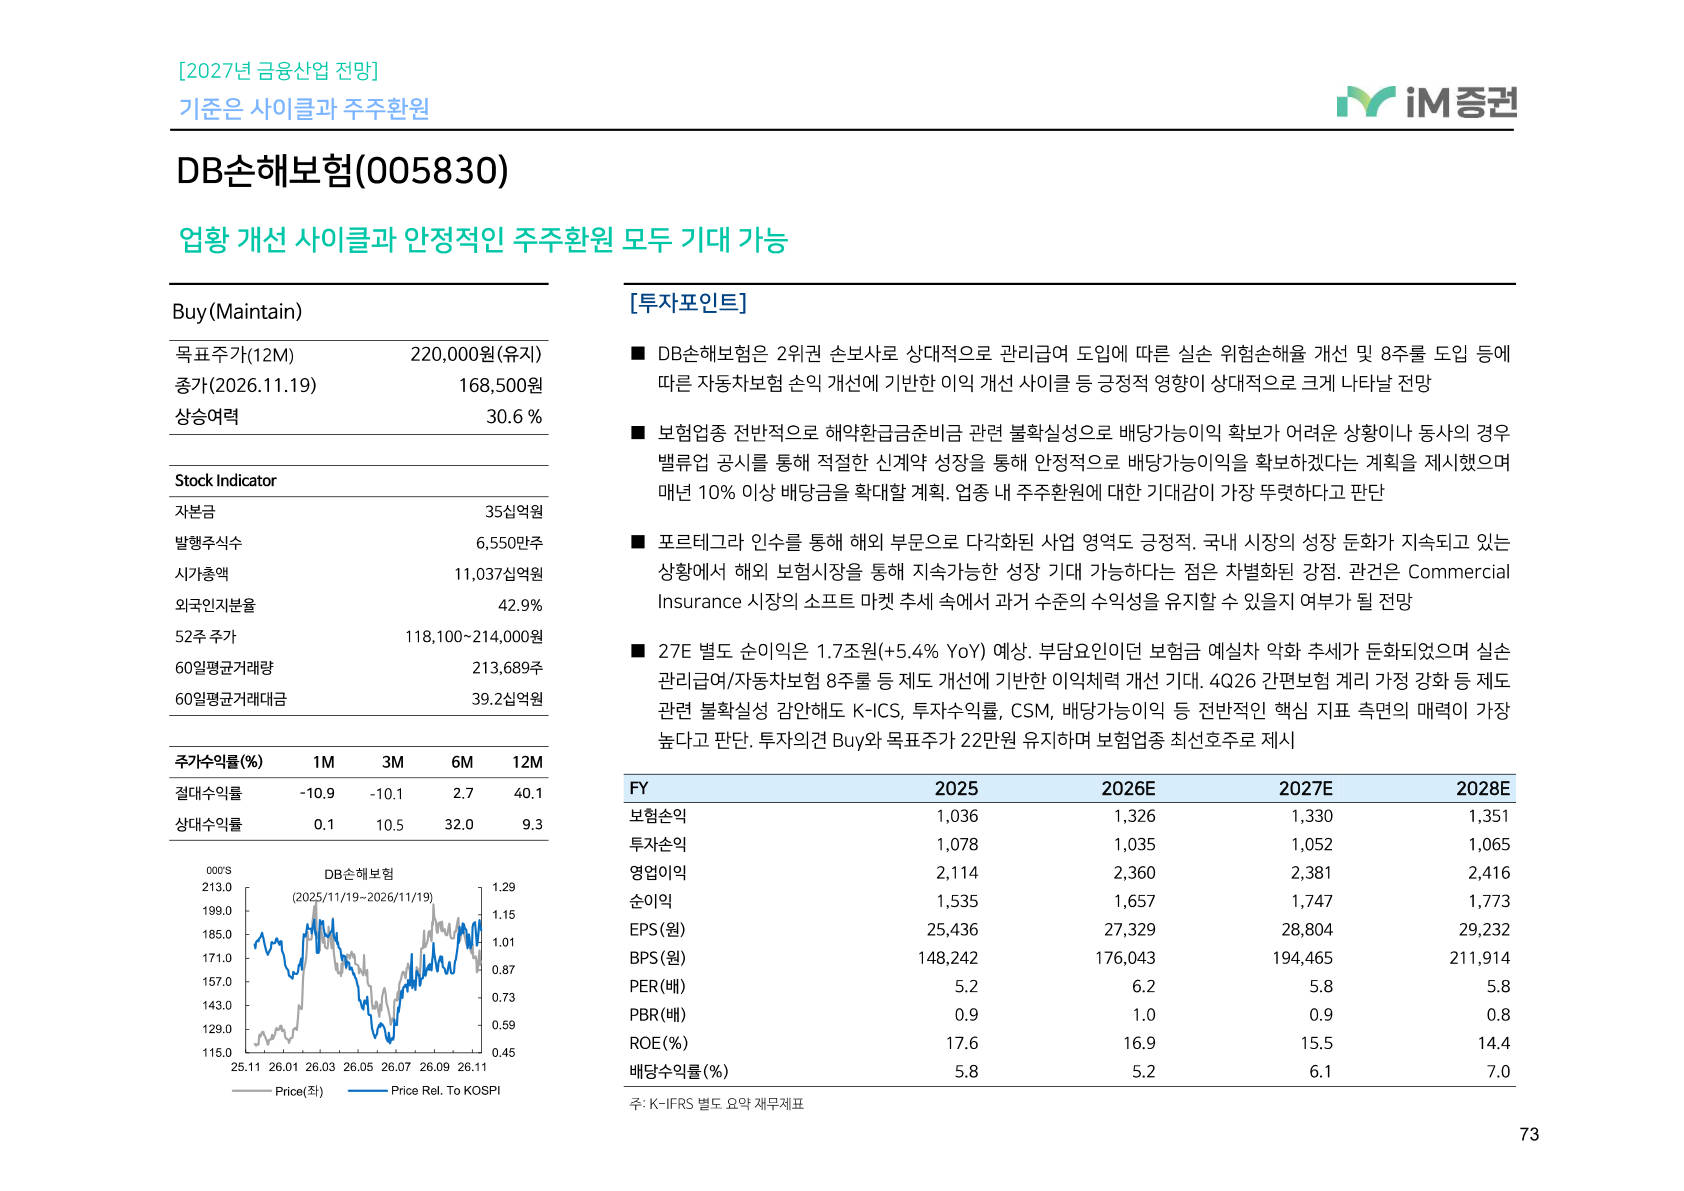 [2027년 금융산업 전망]
기준은 사이클과 주주환원
iM증권
DB손해보험(005830)
업황 개선 사이클과 안정적인 주주환원 모두 기대 가능
Buy(Maintain)
목표주가(12M) 220,000원(유지)
종가(2026.11.19) 168,500원
상승여력 30.6 %
Stock Indicator
자본금 35십억원
발행주식수 6,550만주
시가총액 11,037십억원
외국인지분율 42.9%
52주 주가 118,100~214,000원
60일평균거래량 213,689주
60일평균거래대금 39.2십억원
주가수익률(%) 1M 3M 6M 12M
절대수익률 -10.9 -10.1 2.7 40.1
상대수익률 0.1 10.5 32.0 9.3
000'S DB손해보험
(2025/11/19~2026/11/19)
213.0 1.29
199.0 1.15
185.0 1.01
171.0 0.87
157.0 0.73
143.0 0.59
129.0 0.45
115.0
25.11 26.01 26.03 26.05 26.07 26.09 26.11
Price(좌) Price Rel. To KOSPI
[투자포인트]
■ DB손해보험은 2위권 손보사로 상대적으로 관리급여 도입에 따른 실손 위험손해율 개선 및 8주룰 도입 등에
따른 자동차보험 손익 개선에 기반한 이익 개선 사이클 등 긍정적 영향이 상대적으로 크게 나타날 전망
■ 보험업종 전반적으로 해약환급금준비금 관련 불확실성으로 배당가능이익 확보가 어려운 상황이나 동사의 경우
밸류업 공시를 통해 적절한 신계약 성장을 통해 안정적으로 배당가능이익을 확보하겠다는 계획을 제시했으며
매년 10% 이상 배당금을 확대할 계획. 업종 내 주주환원에 대한 기대감이 가장 뚜렷하다고 판단
■ 포르테그라 인수를 통해 해외 부문으로 다각화된 사업 영역도 긍정적. 국내 시장의 성장 둔화가 지속되고 있는
상황에서 해외 보험시장을 통해 지속가능한 성장 기대 가능하다는 점은 차별화된 강점. 관건은 Commercial
Insurance 시장의 소프트 마켓 추세 속에서 과거 수준의 수익성을 유지할 수 있을지 여부가 될 전망
■ 27E 별도 순이익은 1.7조원(+5.4% YoY) 예상. 부담요인이던 보험금 예실차 악화 추세가 둔화되었으며 실손
관리급여/자동차보험 8주룰 등 제도 개선에 기반한 이익체력 개선 기대. 4Q26 간편보험 계리 가정 강화 등 제도
관련 불확실성 감안해도 K-ICS, 투자수익률, CSM, 배당가능이익 등 전반적인 핵심 지표 측면의 매력이 가장
높다고 판단. 투자의견 Buy와 목표주가 22만원 유지하며 보험업종 최선호주로 제시
FY 2025 2026E 2027E 2028E
보험손익 1,036 1,326 1,330 1,351
투자손익 1,078 1,035 1,052 1,065
영업이익 2,114 2,360 2,381 2,416
순이익 1,535 1,657 1,747 1,773
EPS(원) 25,436 27,329 28,804 29,232
BPS(원) 148,242 176,043 194,465 211,914
PER(배) 5.2 6.2 5.8 5.8
PBR(배) 0.9 1.0 0.9 0.8
ROE(%) 17.6 16.9 15.5 14.4
배당수익률(%) 5.8 5.2 6.1 7.0
주: K-IFRS 별도 요약 재무제표
73